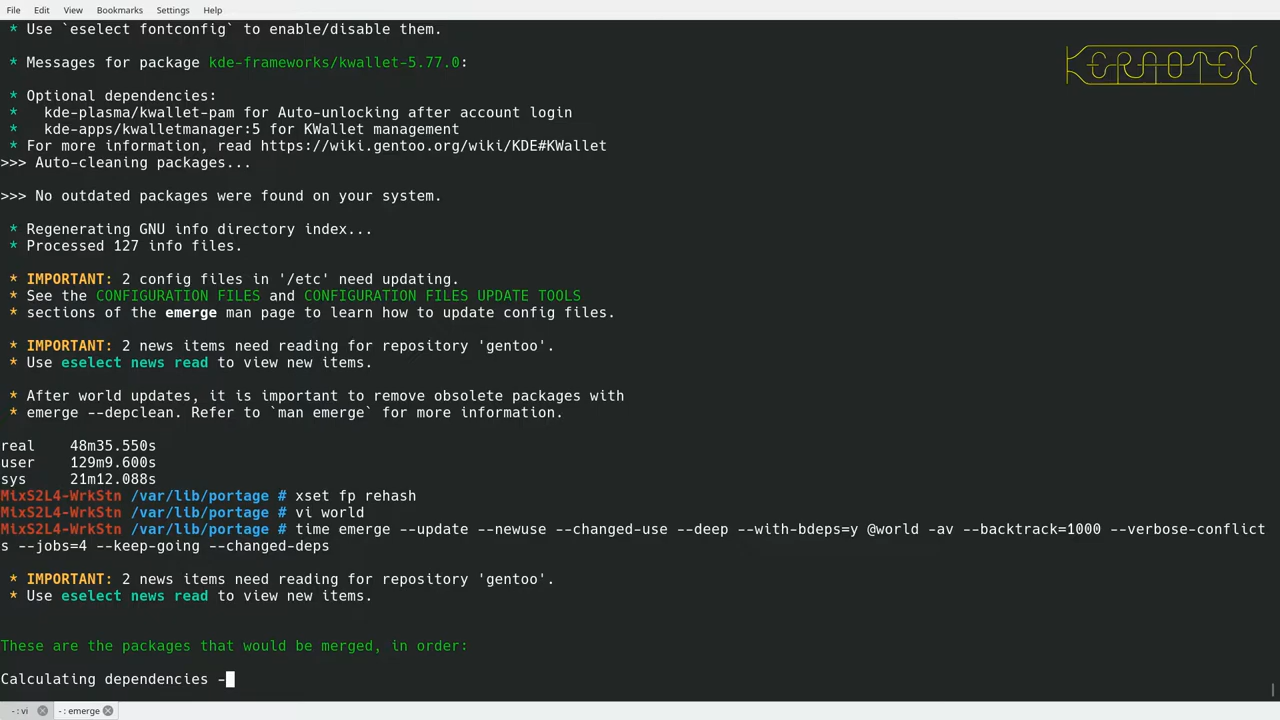 File Edit View Bookmarks Settings Help
* Use `eselect fontconfig` to enable/disable them.
KERNOTEX
* Messages for package kde-frameworks/kwallet-5.77.0:
* Optional dependencies:
*   kde-plasma/kwallet-pam for Auto-unlocking after account login
*   kde-apps/kwalletmanager:5 for KWallet management
* For more information, read https://wiki.gentoo.org/wiki/KDE#KWallet
>>> Auto-cleaning packages...
>>> No outdated packages were found on your system.
* Regenerating GNU info directory index...
* Processed 127 info files.
* IMPORTANT: 2 config files in '/etc' need updating.
* See the CONFIGURATION FILES and CONFIGURATION FILES UPDATE TOOLS
* sections of the emerge man page to learn how to update config files.
* IMPORTANT: 2 news items need reading for repository 'gentoo'.
* Use eselect news read to view new items.
* After world updates, it is important to remove obsolete packages with
* emerge --depclean. Refer to `man emerge` for more information.
real    48m35.550s
user    129m9.600s
sys     21m12.088s
MixS2L4-WrkStn /var/lib/portage # xset fp rehash
MixS2L4-WrkStn /var/lib/portage # vi world
MixS2L4-WrkStn /var/lib/portage # time emerge --update --newuse --changed-use --deep --with-bdeps=y @world -av --backtrack=1000 --verbose-conflict
s --jobs=4 --keep-going --changed-deps
* IMPORTANT: 2 news items need reading for repository 'gentoo'.
* Use eselect news read to view new items.
These are the packages that would be merged, in order:
Calculating dependencies -
- : vi - : emerge